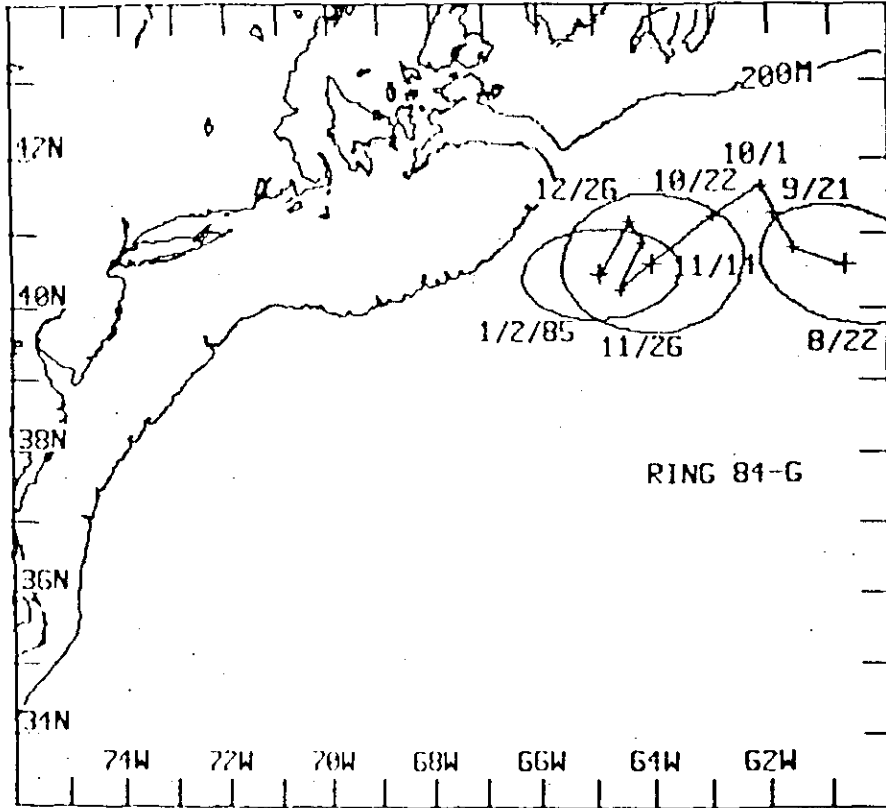 200M
42N
10/1
12/26
10/22
9/21
11/14
40N
1/2/85
11/26
8/22
38N
RING 84-G
36N
34N
74W
72W
70W
68W
66W
64W
62W